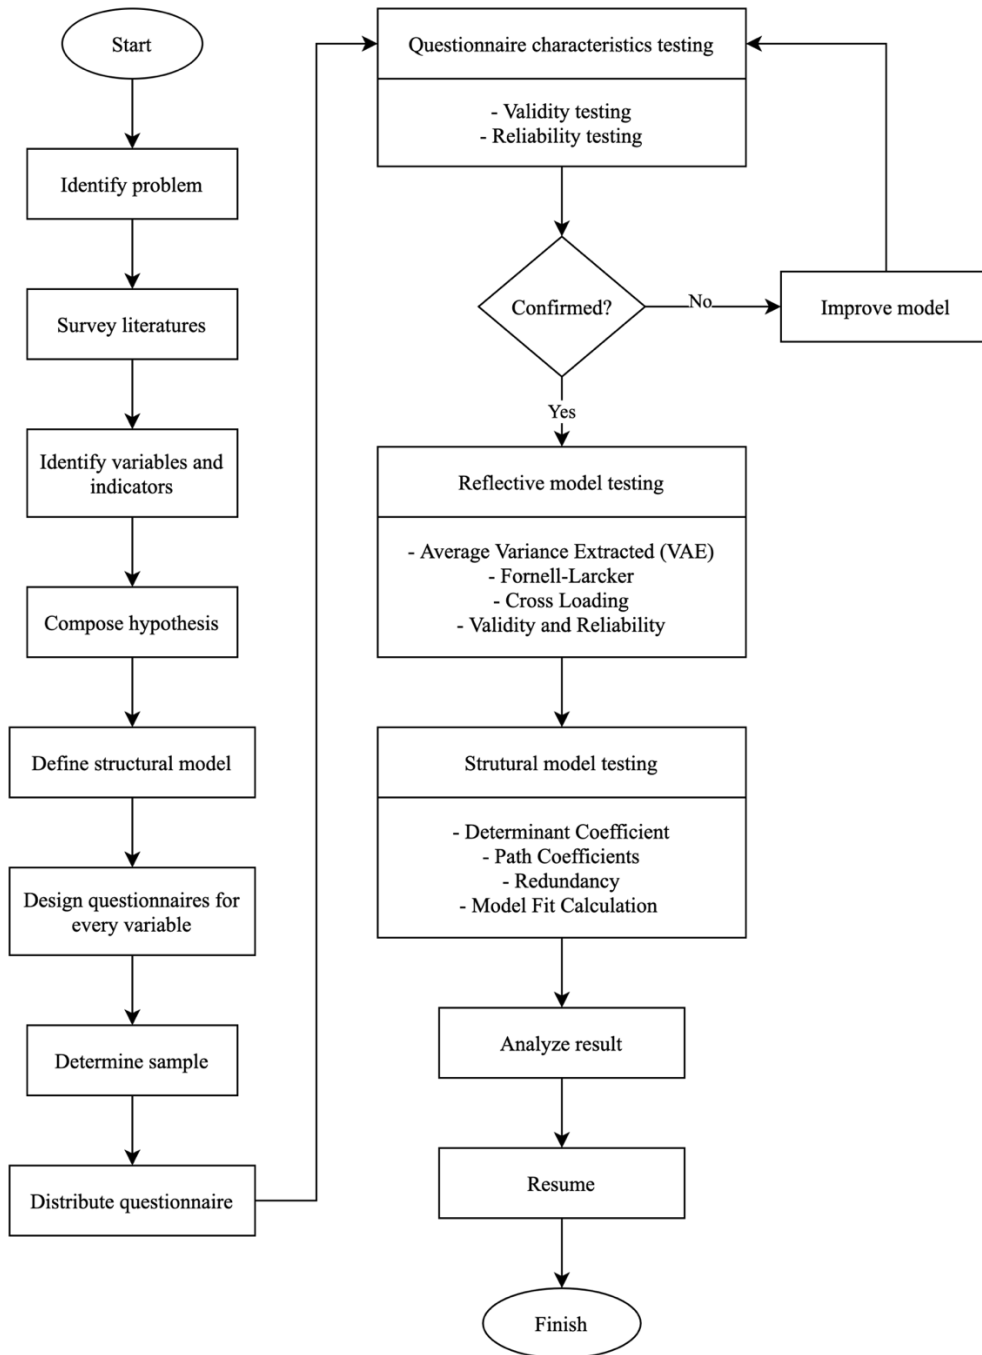 Start
Identify problem
Survey literatures
Identify variables and
indicators
Compose hypothesis
Define structural model
Design questionnaires for
every variable
Determine sample
Distribute questionnaire
Questionnaire characteristics testing
- Validity testing
- Reliability testing
Confirmed?
No
Improve model
Yes
Reflective model testing
- Average Variance Extracted (VAE)
- Fornell-Larcker
- Cross Loading
- Validity and Reliability
Strutural model testing
- Determinant Coefficient
- Path Coefficients
- Redundancy
- Model Fit Calculation
Analyze result
Resume
Finish